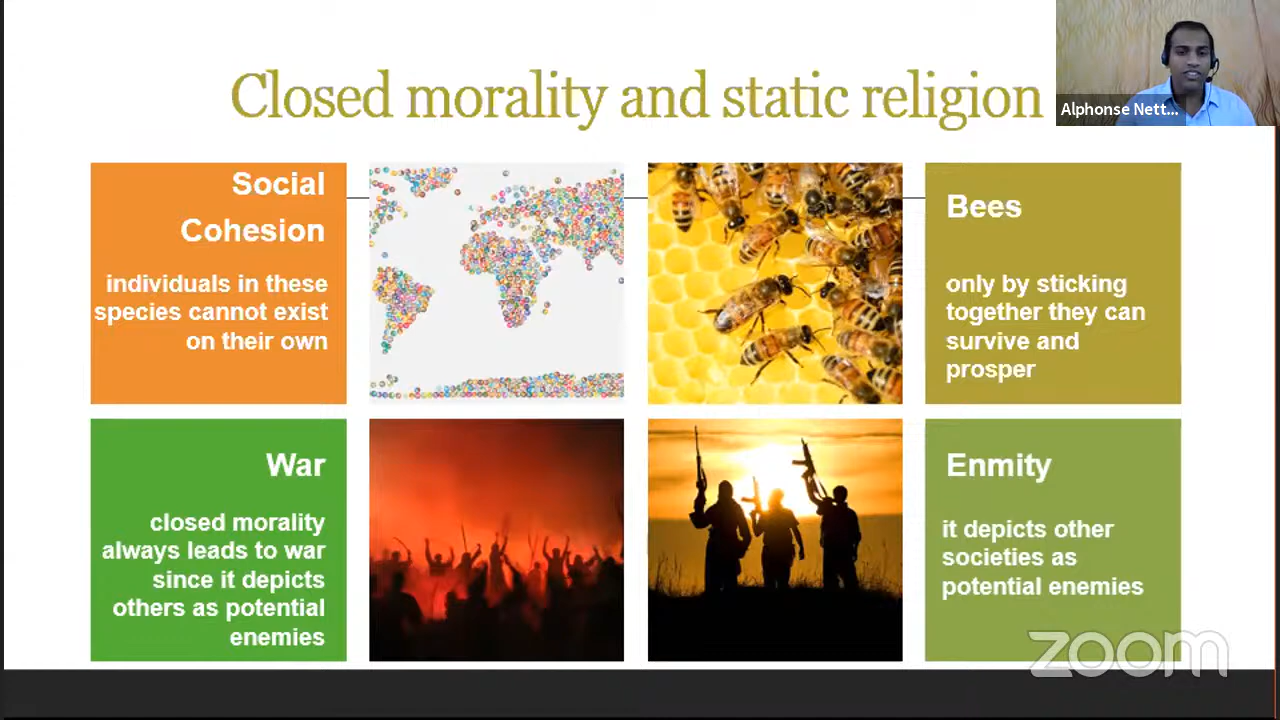 Closed morality and static religion
Alphonse Nett...
Social
Cohesion
individuals in these
species cannot exist
on their own
Bees
only by sticking
together they can
survive and
prosper
War
closed morality
always leads to war
since it depicts
others as potential
enemies
Enmity
it depicts other
societies as
potential enemies
zoom